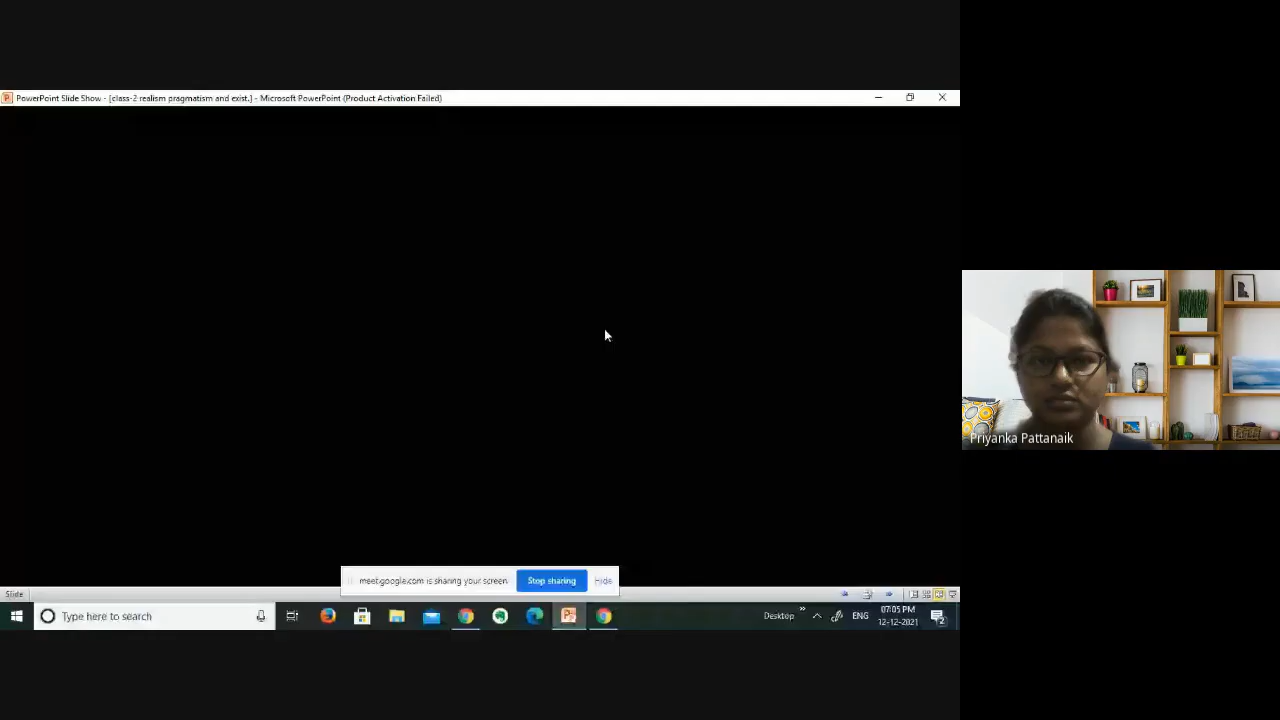 PowerPoint Slide Show - [class-2 realism pragmatism and exist.] - Microsoft PowerPoint (Product Activation Failed)
Priyanka Pattanaik
meet.google.com is sharing your screen Stop sharing Hide
Slide
Type here to search Desktop ENG 07:05 PM
12-12-2021
2